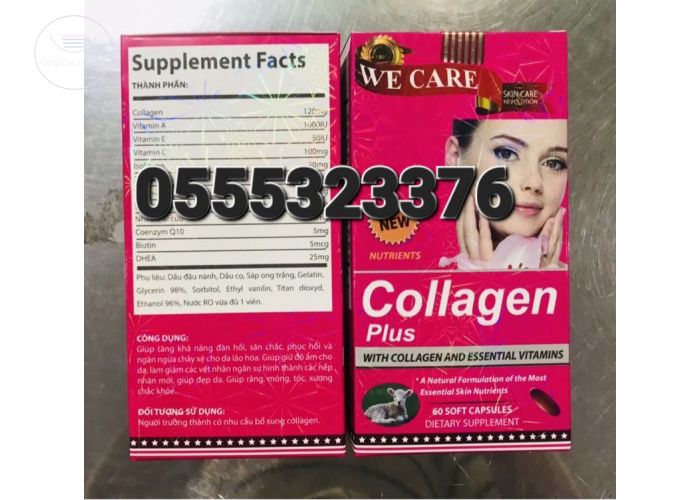 Supplement Facts
THÀNH PHẦN:
Collagen 120mg
Vitamin A 1000IU
Vitamin E 50IU
Vitamin C 100mg
20mg
0555323376
Coenzym Q10 5mg
Biotin 5mcg
DHEA 25mg
Phụ liệu: Dầu đậu nành, Dầu cọ, Sáp ong trắng, Gelatin,
Glycerin 98%, Sorbitol, Ethyl vanilin, Titan dioxyd,
Ethanol 96%, Nước RO vừa đủ 1 viên.
CÔNG DỤNG:
Giúp tăng khả năng đàn hồi, săn chắc, phục hồi và
ngăn ngừa chảy xệ cho da lão hóa. Giúp giữ độ ẩm cho
da, làm giảm các vết nhăn ngăn sự hình thành các nếp
nhăn mới, giúp đẹp da. Giúp răng, móng, tóc, xương
chắc khỏe.
ĐỐI TƯỢNG SỬ DỤNG:
Người trưởng thành có nhu cầu bổ sung collagen.
WE CARE
SKIN CARE
REVOLUTION
NEW
NUTRIENTS
Collagen
Plus
WITH COLLAGEN AND ESSENTIAL VITAMINS
* A Natural Formulation of the Most
Essential Skin Nutrients
60 SOFT CAPSULES
DIETARY SUPPLEMENT